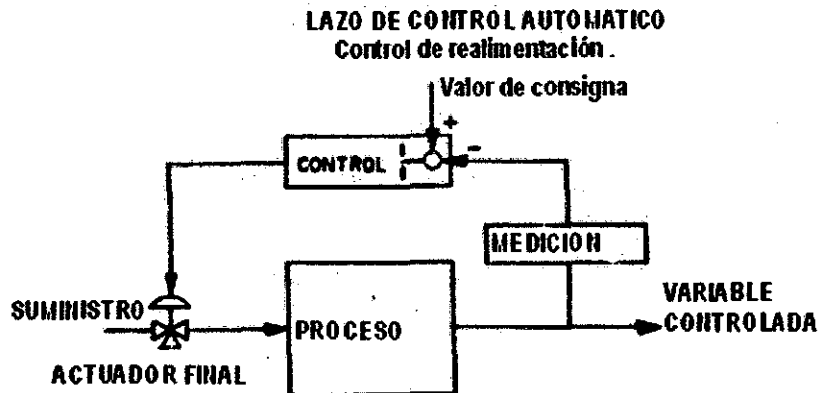 LAZO DE CONTROL AUTOMATICO
Control de realimentación .
Valor de consigna
+
CONTROL
-
MEDICION
SUMINISTRO
PROCESO
VARIABLE
CONTROLADA
ACTUADOR FINAL